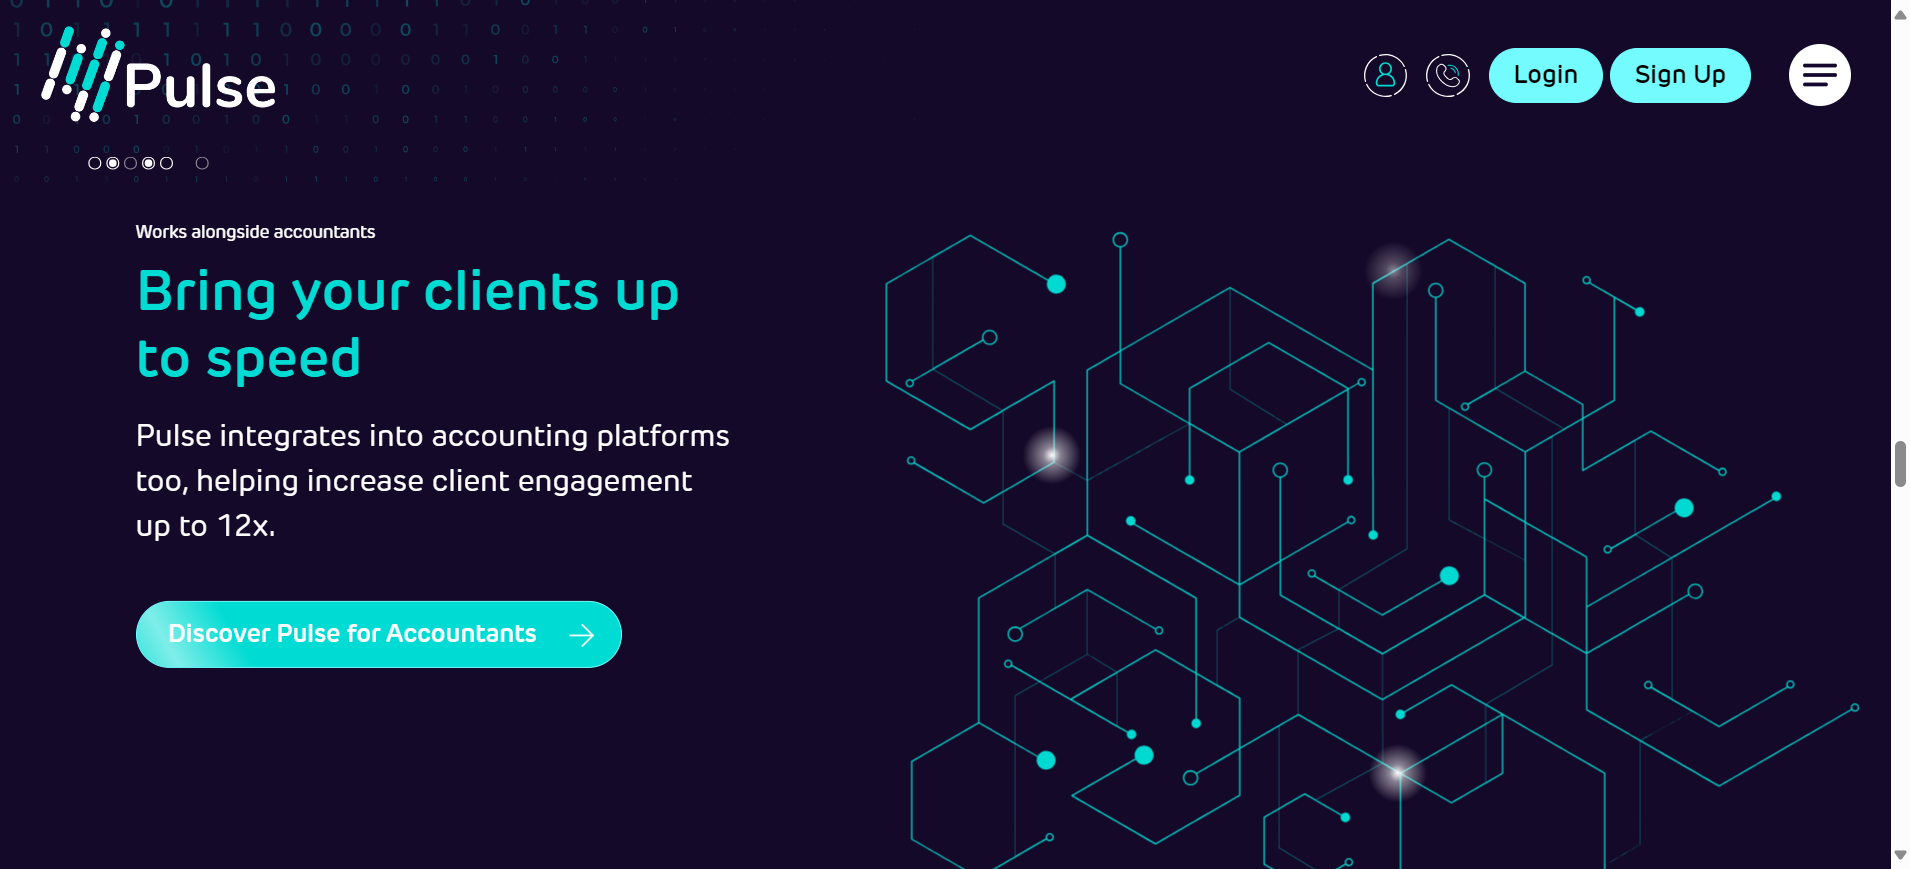 Pulse
Login
Sign Up
Works alongside accountants
Bring your clients up
to speed
Pulse integrates into accounting platforms
too, helping increase client engagement
up to 12x.
Discover Pulse for Accountants